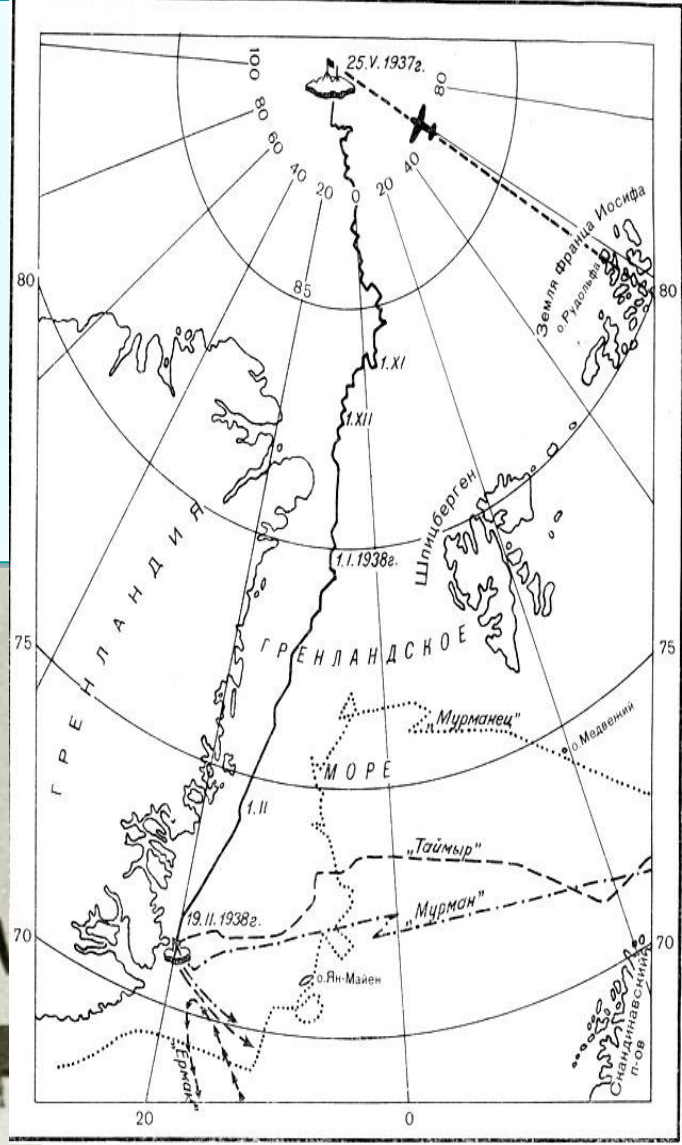 25.V.1937г.
100
80
60
40
20
0
20
40
80
80
85
80
Земля Франца Иосифа
о.Рудольфа
1.XI
1.XII
Шпицберген
1.I.1938г.
ГРЕНЛАНДИЯ
75
75
ГРЕНЛАНДСКОЕ
„Мурманец"
о.Медвежий
МОРЕ
1.II
„Таймыр"
„Мурман"
19.II.1938г.
70
70
о.Ян-Майен
Скандинавский
п-ов
„Ермак"
20
0